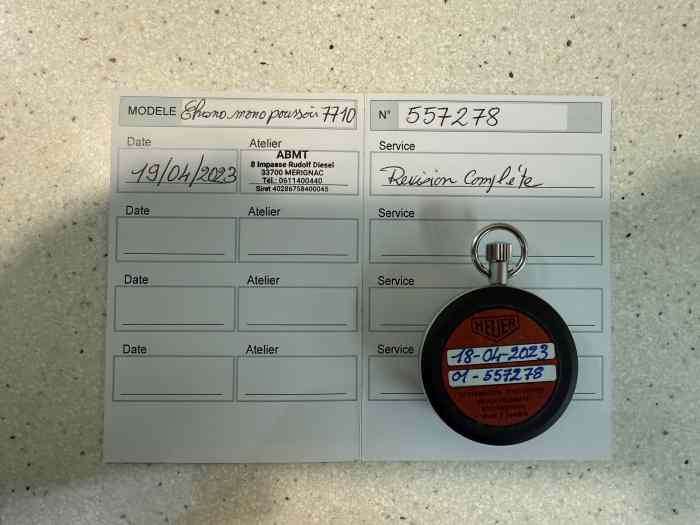 MODELE Chrono mono poussoir 7710
N° 557278
Date
Atelier
Service
19/04/2023
ABMT
8 Impasse Rudolf Diesel
33700 MERIGNAC
Tél.: 0611400440
Siret 40286758400045
Révision Complète
Date
Atelier
Service
Date
Atelier
Service
Date
Atelier
Service
HEUER
18-04-2023
01-557278